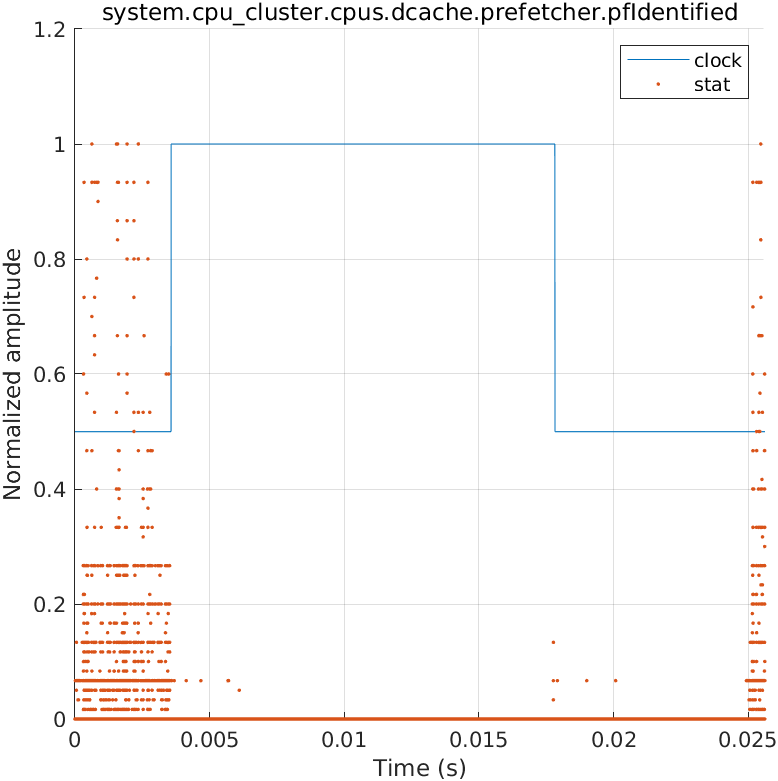 system.cpu_cluster.cpus.dcache.prefetcher.pfIdentified
1.2
clock
stat
1
0.8
0.6
0.4
0.2
0
Normalized amplitude
0 0.005 0.01 0.015 0.02 0.025
Time (s)